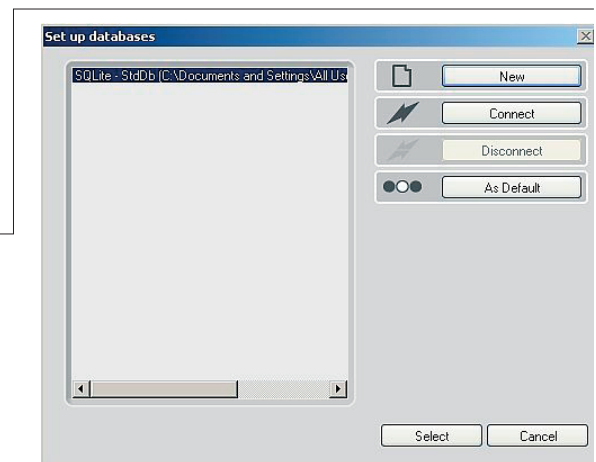 Set up databases
SQLite - StdDb (C:\Documents and Settings\All Us
New
Connect
Disconnect
As Default
Select
Cancel